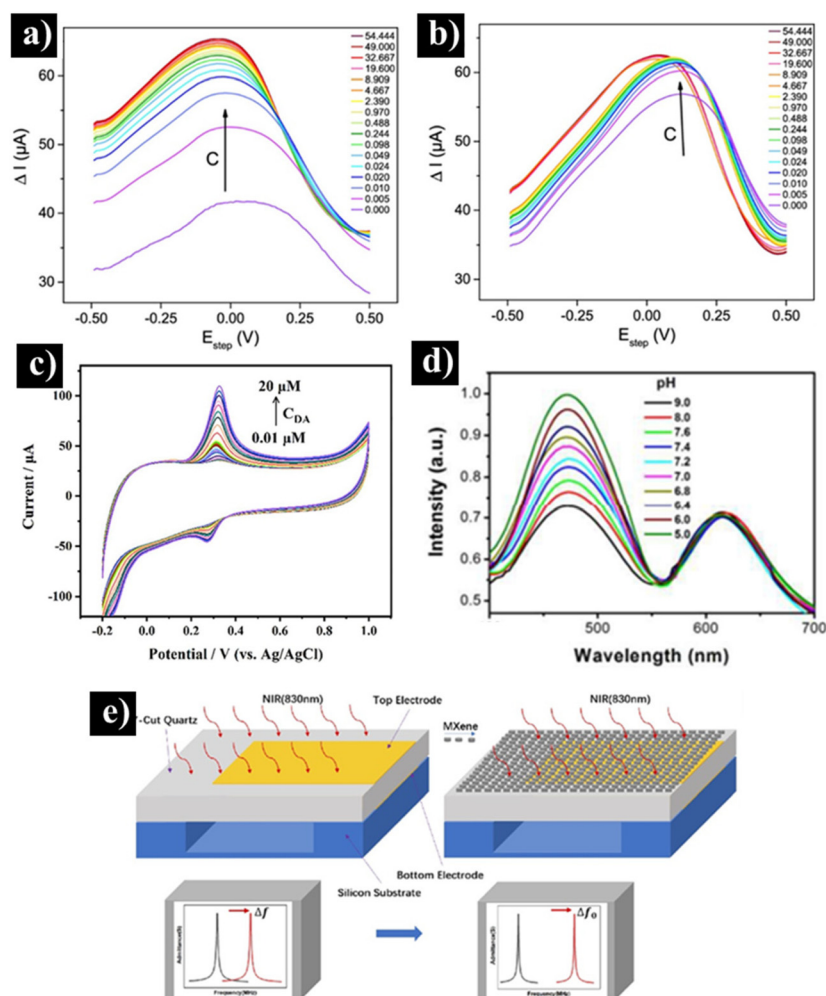 a)
Δ I (µA)
60
50
40
30
C
54.444
49.000
32.667
19.600
8.909
4.667
2.390
0.970
0.488
0.244
0.098
0.049
0.024
0.020
0.010
0.005
0.000
-0.50 -0.25 0.00 0.25 0.50
E step (V)
b)
Δ I (µA)
60
50
40
30
C
54.444
49.000
32.667
19.600
8.909
4.667
2.390
0.970
0.488
0.244
0.098
0.049
0.024
0.020
0.010
0.005
0.000
-0.50 -0.25 0.00 0.25 0.50
E step (V)
c)
Current / µA
100
50
0
-50
-100
20 µM
C DA
0.01 µM
-0.2 0.0 0.2 0.4 0.6 0.8 1.0
Potential / V (vs. Ag/AgCl)
d)
Intensity (a.u.)
1.0
0.9
0.8
0.7
0.6
0.5
pH
9.0
8.0
7.6
7.4
7.2
7.0
6.8
6.4
6.0
5.0
500 600 700
Wavelength (nm)
e)
NIR(830nm)
-Cut Quartz
Top Electrode
MXene
NIR(830nm)
Bottom Electrode
Silicon Substrate
Admittance(S)
Δf
Frequency(MHz)
Admittance(S)
Δf₀
Frequency(MHz)